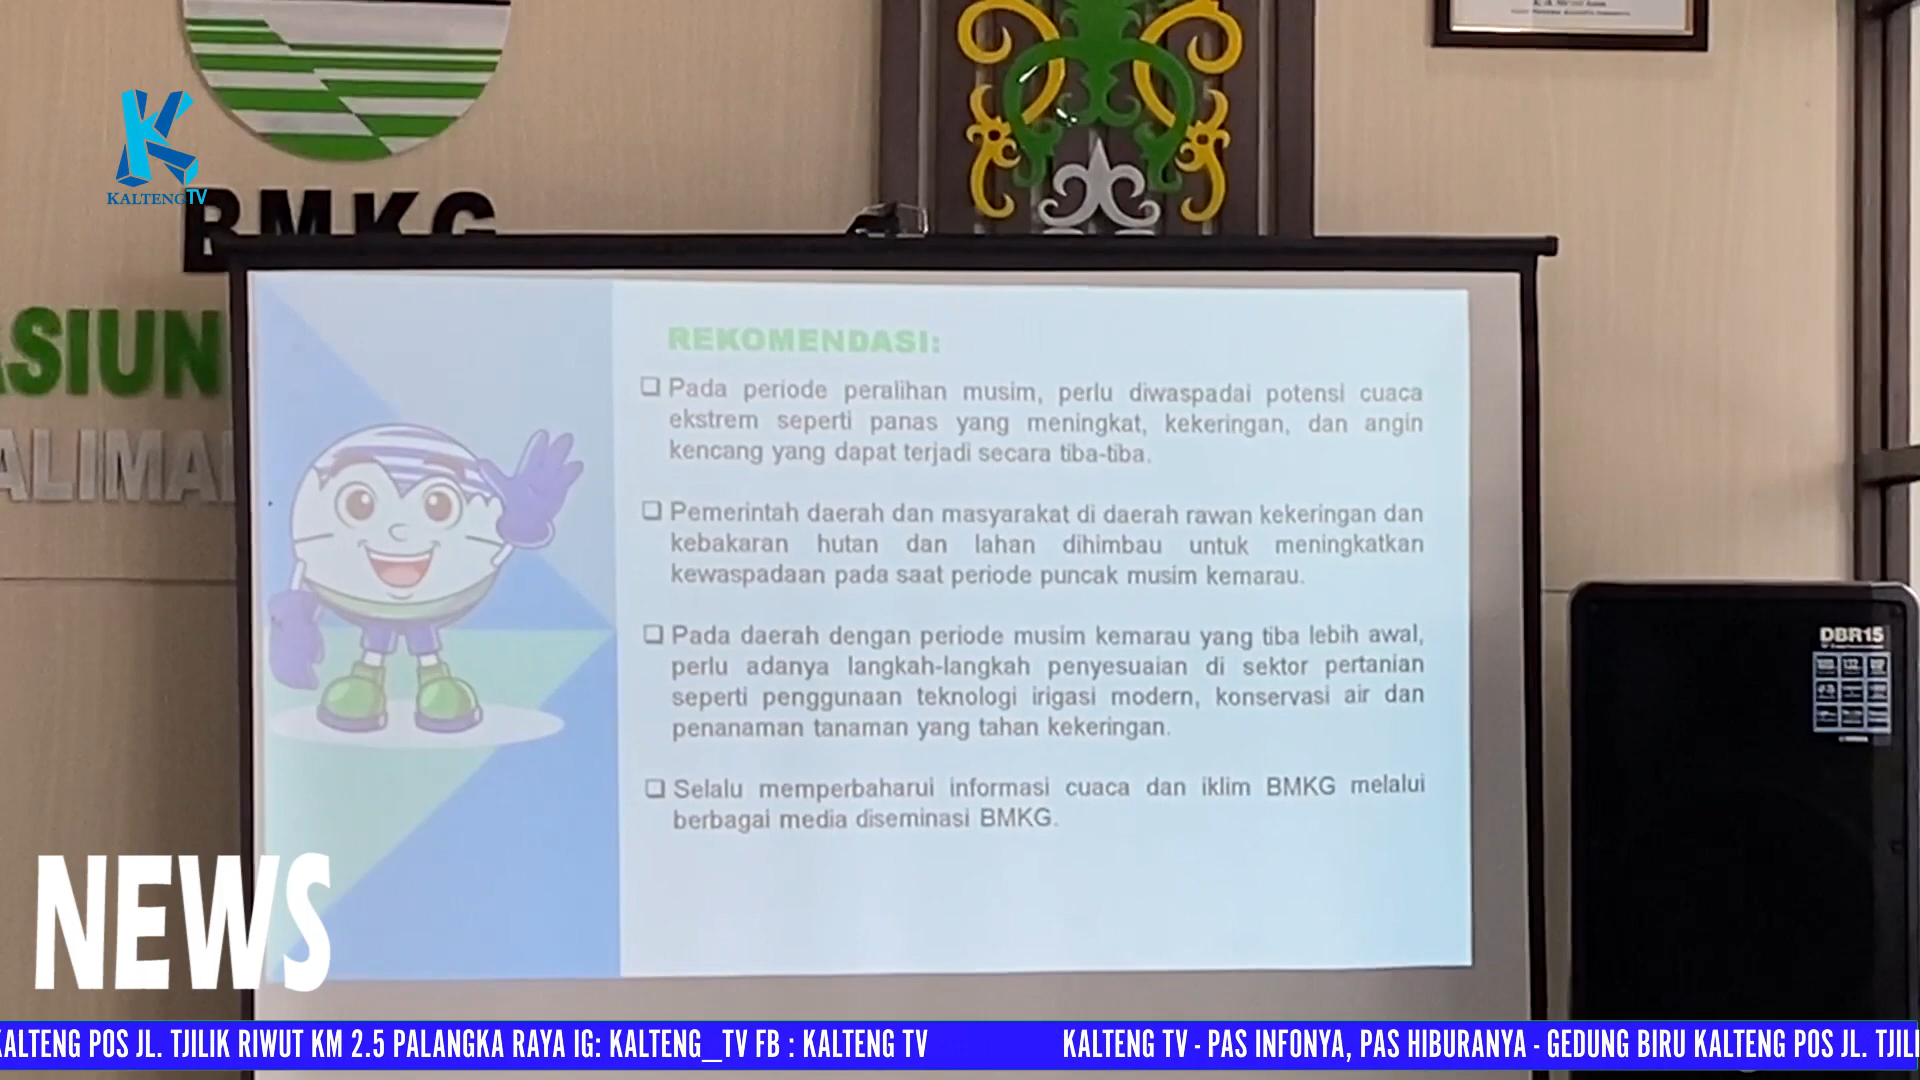 KALTENG TV
BMKG
ASIUN
ALIMA
REKOMENDASI:
Pada periode peralihan musim, perlu diwaspadai potensi cuaca
ekstrem seperti panas yang meningkat, kekeringan, dan angin
kencang yang dapat terjadi secara tiba-tiba.
Pemerintah daerah dan masyarakat di daerah rawan kekeringan dan
kebakaran hutan dan lahan dihimbau untuk meningkatkan
kewaspadaan pada saat periode puncak musim kemarau.
Pada daerah dengan periode musim kemarau yang tiba lebih awal,
perlu adanya langkah-langkah penyesuaian di sektor pertanian
seperti penggunaan teknologi irigasi modern, konservasi air dan
penanaman tanaman yang tahan kekeringan.
Selalu memperbaharui informasi cuaca dan iklim BMKG melalui
berbagai media diseminasi BMKG.
DBR15
NEWS
KALTENG POS JL. TJILIK RIWUT KM 2.5 PALANGKA RAYA IG: KALTENG_TV FB : KALTENG TV KALTENG TV - PAS INFONYA, PAS HIBURANYA - GEDUNG BIRU KALTENG POS JL. TJILI